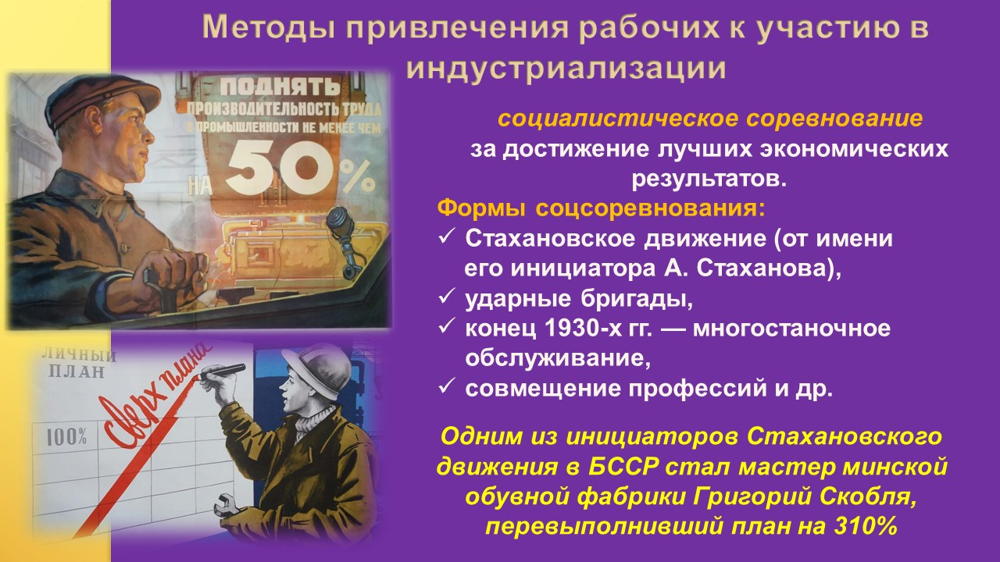 Методы привлечения рабочих к участию в
индустриализации
ПОДНЯТЬ
ПРОИЗВОДИТЕЛЬНОСТЬ ТРУДА
В ПРОМЫШЛЕННОСТИ НЕ МЕНЕЕ ЧЕМ
НА 50%
социалистическое соревнование
за достижение лучших экономических
результатов.
Формы соцсоревнования:
✓ Стахановское движение (от имени
его инициатора А. Стаханова),
✓ ударные бригады,
✓ конец 1930-х гг. — многостаночное
обслуживание,
✓ совмещение профессий и др.
ЛИЧНЫЙ
ПЛАН
сверх плана
100%
Одним из инициаторов Стахановского
движения в БССР стал мастер минской
обувной фабрики Григорий Скобля,
перевыполнивший план на 310%